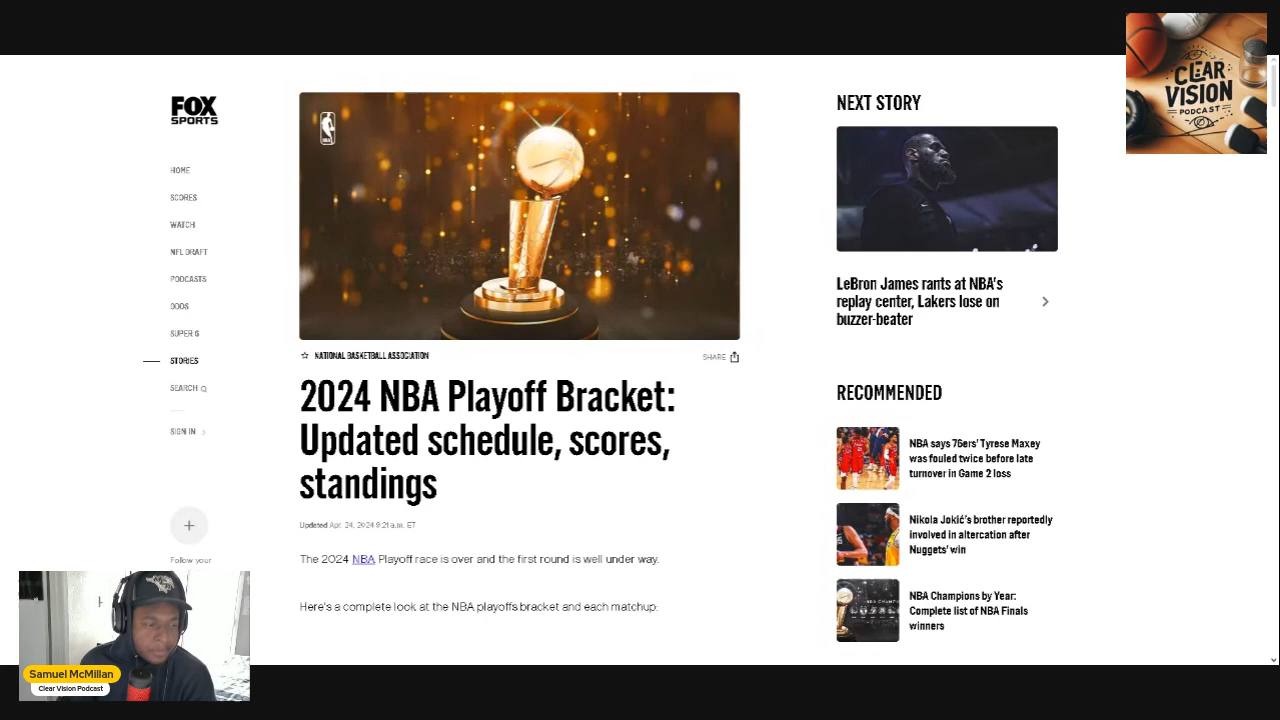 FOX
SPORTS
HOME
SCORES
WATCH
NFL DRAFT
PODCASTS
ODDS
SUPER 6
STORIES
SEARCH
SIGN IN
Follow your
NBA
NATIONAL BASKETBALL ASSOCIATION
SHARE
2024 NBA Playoff Bracket:
Updated schedule, scores,
standings
Updated Apr. 24, 2024 9:21 a.m. ET
The 2024 NBA Playoff race is over and the first round is well under way.
Here's a complete look at the NBA playoffs bracket and each matchup:
NEXT STORY
LeBron James rants at NBA's
replay center, Lakers lose on
buzzer-beater
RECOMMENDED
NBA says 76ers' Tyrese Maxey
was fouled twice before late
turnover in Game 2 loss
Nikola Jokić's brother reportedly
involved in altercation after
Nuggets' win
NBA Champions by Year:
Complete list of NBA Finals
winners
CLEAR
VISION
PODCAST
Samuel McMillan
Clear Vision Podcast